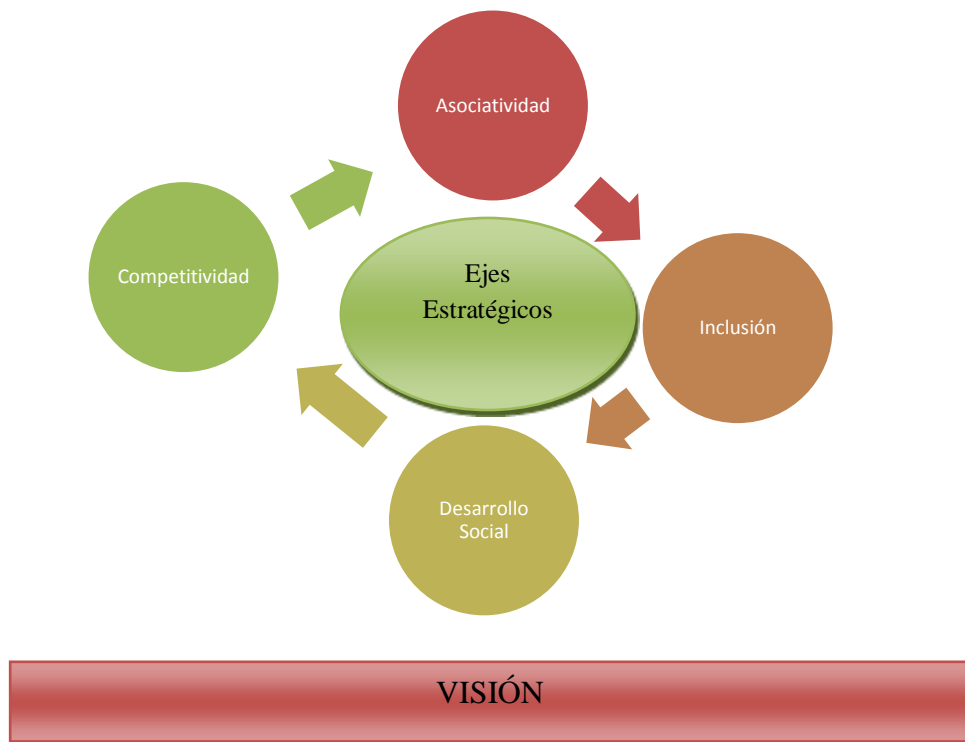 Asociatividad
Competitividad
Ejes
Estratégicos
Inclusión
Desarrollo
Social
VISIÓN